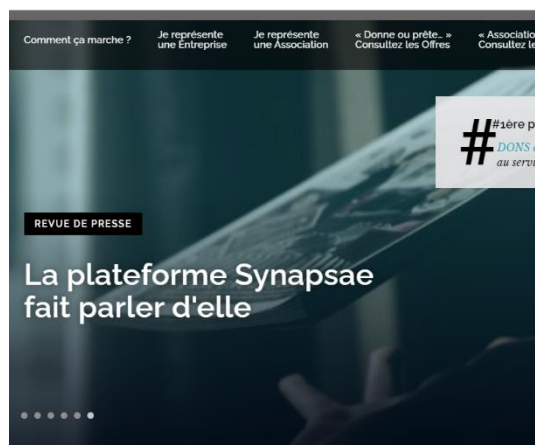 Comment ça marche ?
Je représente
une Entreprise
Je représente
une Association
« Donne ou prête... »
Consultez les Offres
« Associatio
Consultez le
#1ère p
DONS
au servi
REVUE DE PRESSE
La plateforme Synapsae
fait parler d'elle